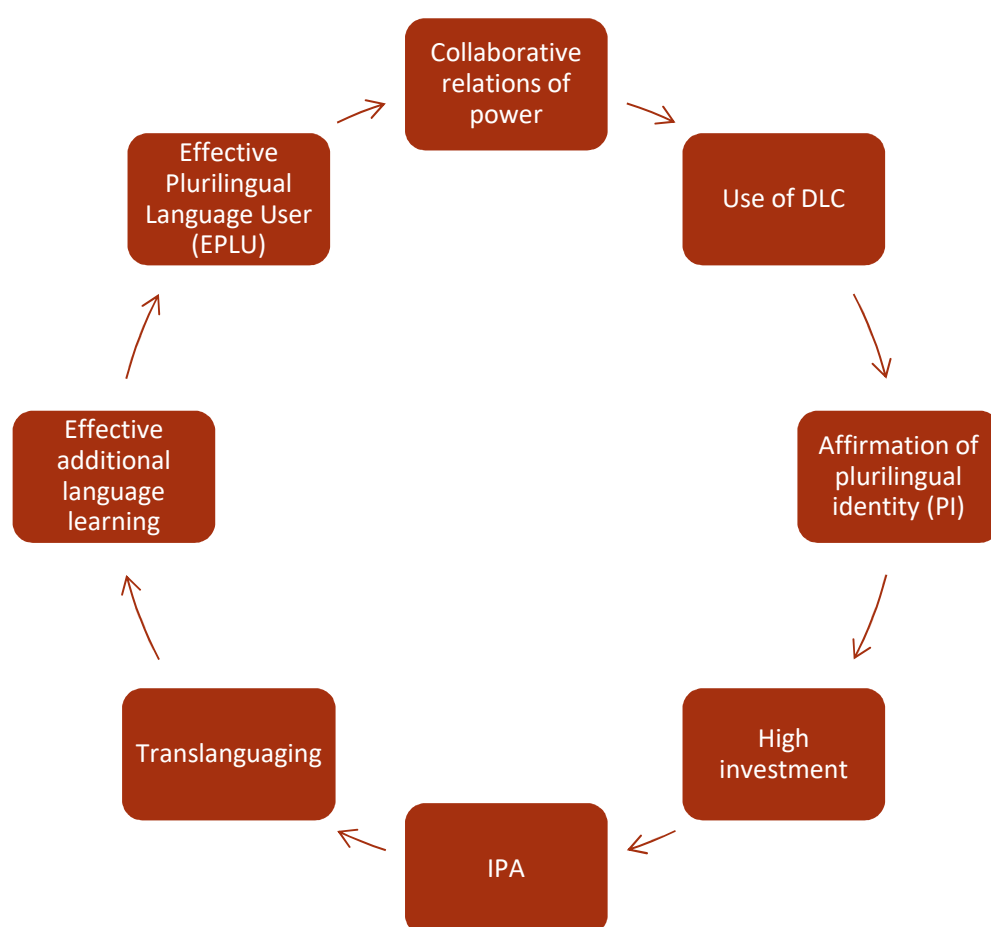 Collaborative
relations of
power
Use of DLC
Affirmation of
plurilingual
identity (PI)
High
investment
IPA
Translanguaging
Effective
additional
language
learning
Effective
Plurilingual
Language User
(EPLU)